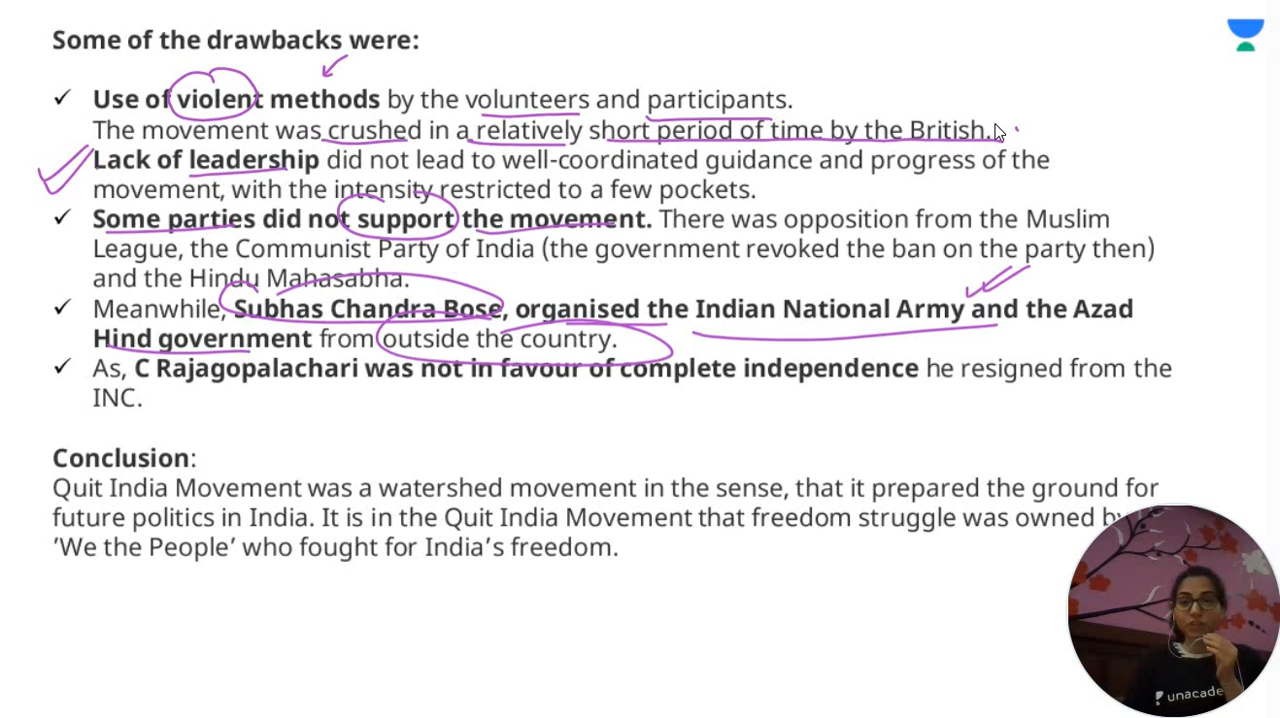 Some of the drawbacks were:
✓ Use of violent methods by the volunteers and participants.
The movement was crushed in a relatively short period of time by the British.
Lack of leadership did not lead to well-coordinated guidance and progress of the
movement, with the intensity restricted to a few pockets.
✓ Some parties did not support the movement. There was opposition from the Muslim
League, the Communist Party of India (the government revoked the ban on the party then)
and the Hindu Mahasabha.
✓ Meanwhile, Subhas Chandra Bose, organised the Indian National Army and the Azad
Hind government from outside the country.
✓ As, C Rajagopalachari was not in favour of complete independence he resigned from the
INC.
Conclusion:
Quit India Movement was a watershed movement in the sense, that it prepared the ground for
future politics in India. It is in the Quit India Movement that freedom struggle was owned
‘We the People’ who fought for India’s freedom.
unacade